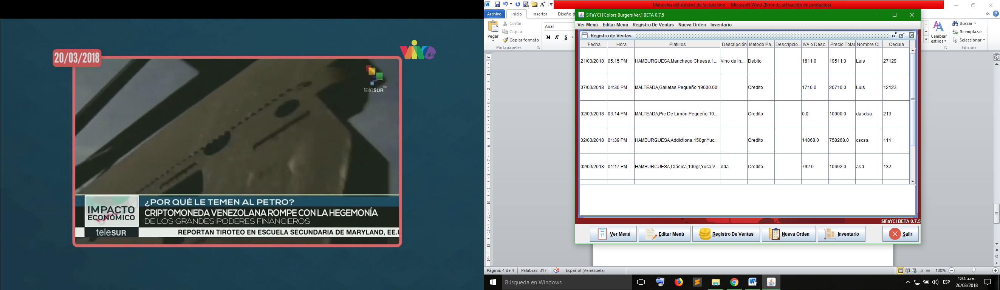 20/03/2018
VIVO
play
teleSUR HD
¿POR QUÉ LE TEMEN AL PETRO?
IMPACTO
ECONÓMICO
CRIPTOMONEDA VENEZOLANA ROMPE CON LA HEGEMONÍA
DE LOS GRANDES PODERES FINANCIEROS
teleSUR
REPORTAN TIROTEO EN ESCUELA SECUNDARIA DE MARYLAND, EE.U
Manuales del sistema de facturacion - Microsoft Word (Error de activación de productos)
Archivo Inicio Insertar Diseño d
Pegar
Cortar
Copiar
Copiar formato
Portapapeles
Arial
N K S
Cambiar
estilos
Buscar
Reemplazar
Seleccionar
Edición
SiFaYCI [Colors Burgers Ver.] BETA 0.7.5
Ver Menú Editar Menú Registro De Ventas Nueva Orden Inventario
Registro de Ventas
Fecha Hora Platillos Descripción Metodo Pa... Descripcio... IVA o Desc... Precio Total Nombre Cl... Cedula
21/03/2018 05:15 PM HAMBURGUESA,Manchego Cheese,1... Vino de In... Debito 1611.0 19511.0 Luis 27129
07/03/2018 04:30 PM MALTEADA,Galletas,Pequeño;19000.00; Credito 1710.0 20710.0 Luis 12123
02/03/2018 03:14 PM MALTEADA,Pie De Limón,Pequeño;10... Credito 0.0 10000.0 dasdsa 213
02/03/2018 01:39 PM HAMBURGUESA,Addictions,150gr,Yuc... Credito 14868.0 758268.0 cscsa 111
02/03/2018 01:17 PM HAMBURGUESA,Clásica,100gr,Yuca,V... dda Credito 792.0 10692.0 asd 132
SiFaYCI BETA 0.7.5
Ver Menú Editar Menú Registro De Ventas Nueva Orden Inventario Salir
Página: 4 de 4 Palabras: 317 Español (Venezuela) 100%
Búsqueda en Windows
ESP
1:34 a.m.
26/03/2018